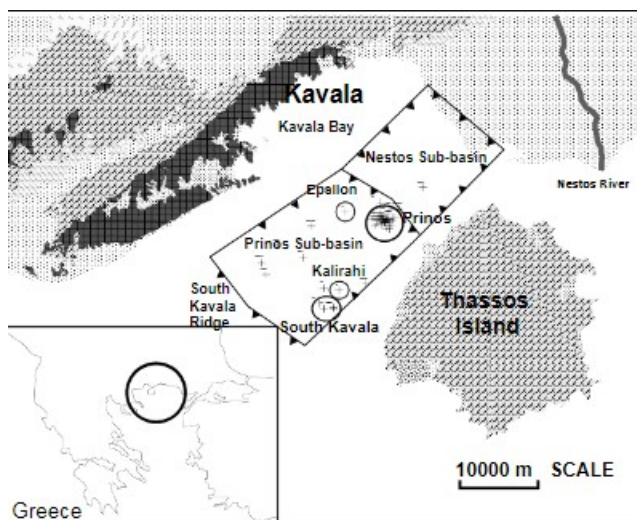 Kavala
Kavala Bay
Nestos Sub-basin
Nestos River
Epsilon
Prinos
Prinos Sub-basin
Kalirahi
South
Kavala
Ridge
South Kavala
Thassos
Island
10000 m SCALE
Greece